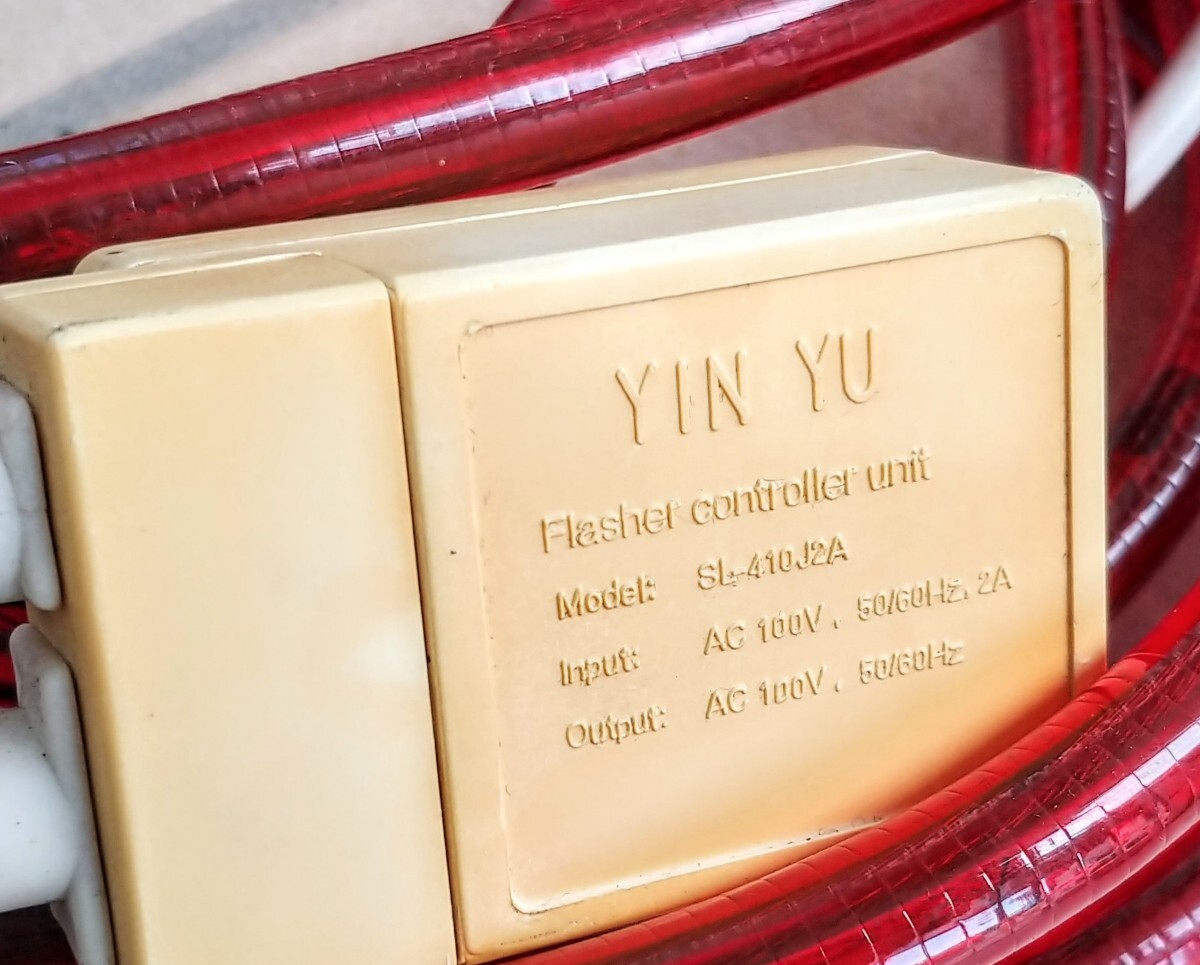 YIN YU
Flasher controller unit
Model: SL-410J2A
Input: AC 100V, 50/60Hz, 2A
Output: AC 100V, 50/60Hz